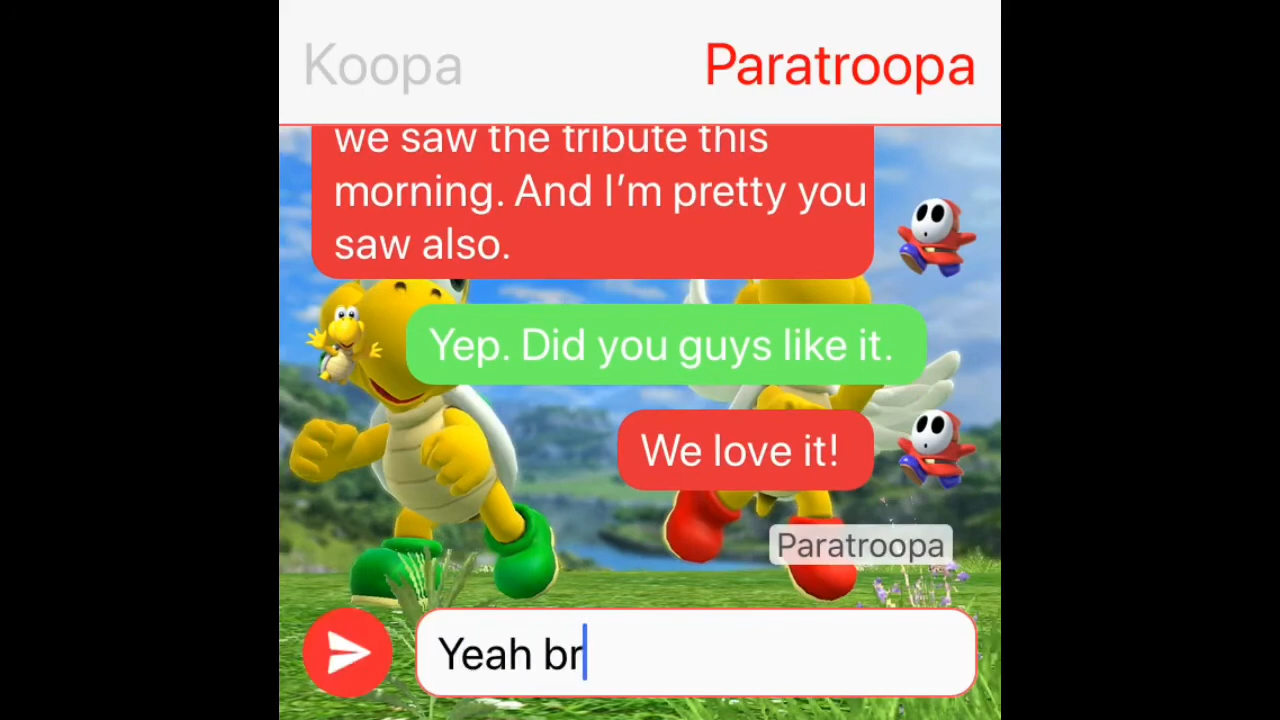 Koopa
Paratroopa
we saw the tribute this
morning. And I’m pretty you
saw also.
Yep. Did you guys like it.
We love it!
Paratroopa
Yeah br